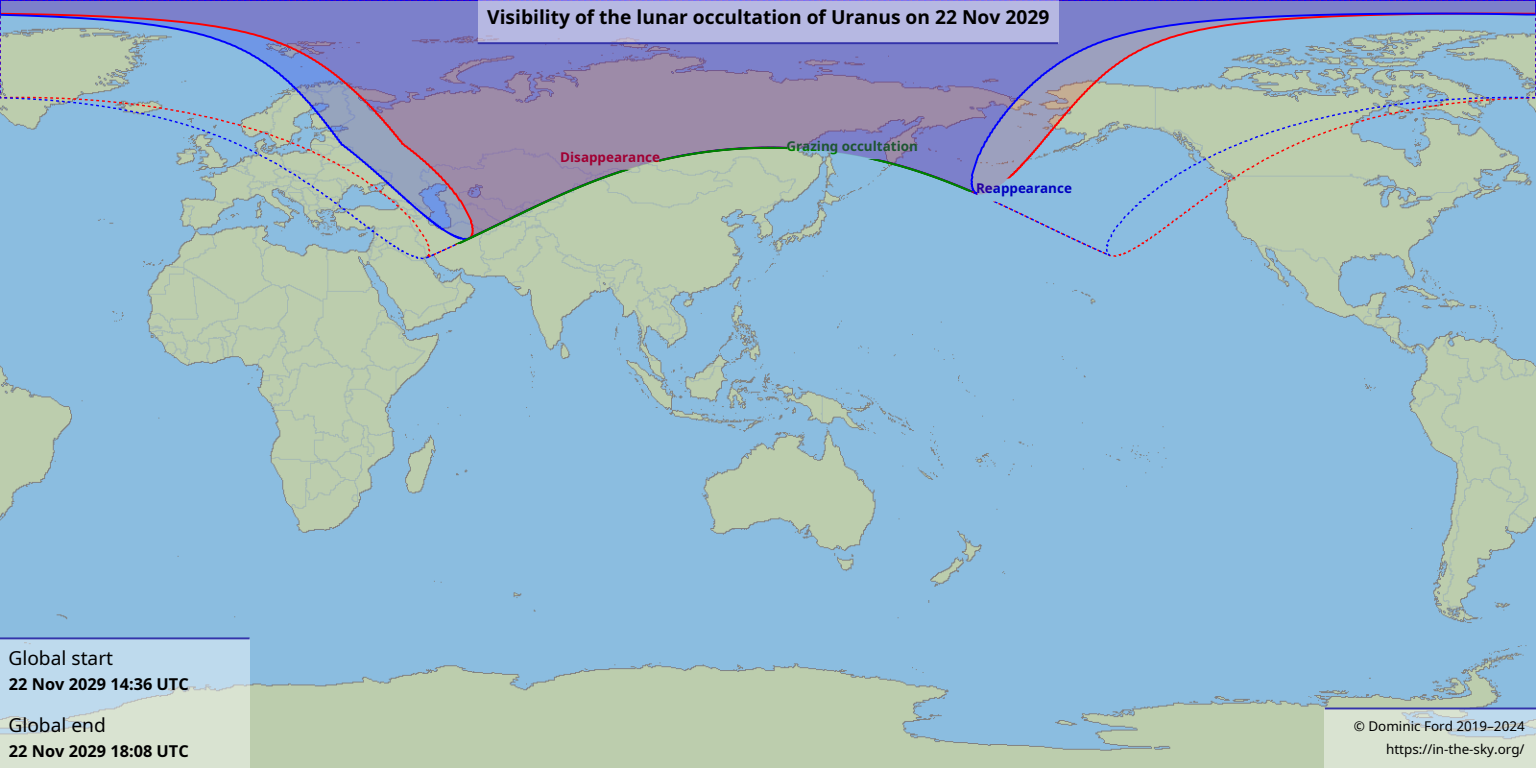 Visibility of the lunar occultation of Uranus on 22 Nov 2029
Grazing occultation
Disappearance
Reappearance
Global start
22 Nov 2029 14:36 UTC
Global end
22 Nov 2029 18:08 UTC
© Dominic Ford 2019–2024
https://in-the-sky.org/